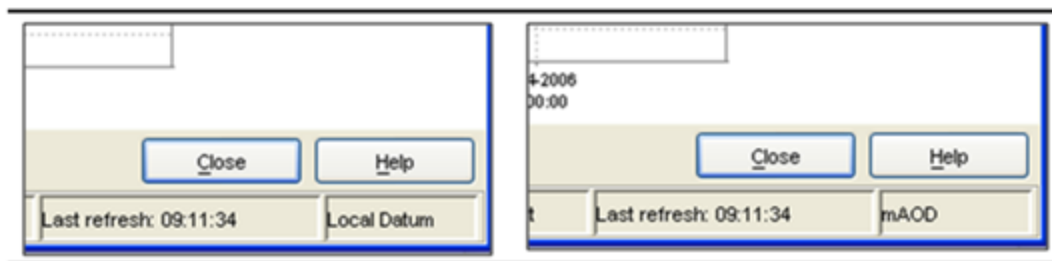 Close Help
Last refresh: 09:11:34 Local Datum
4-2006
00:00
Close Help
t Last refresh: 09:11:34 mAOD